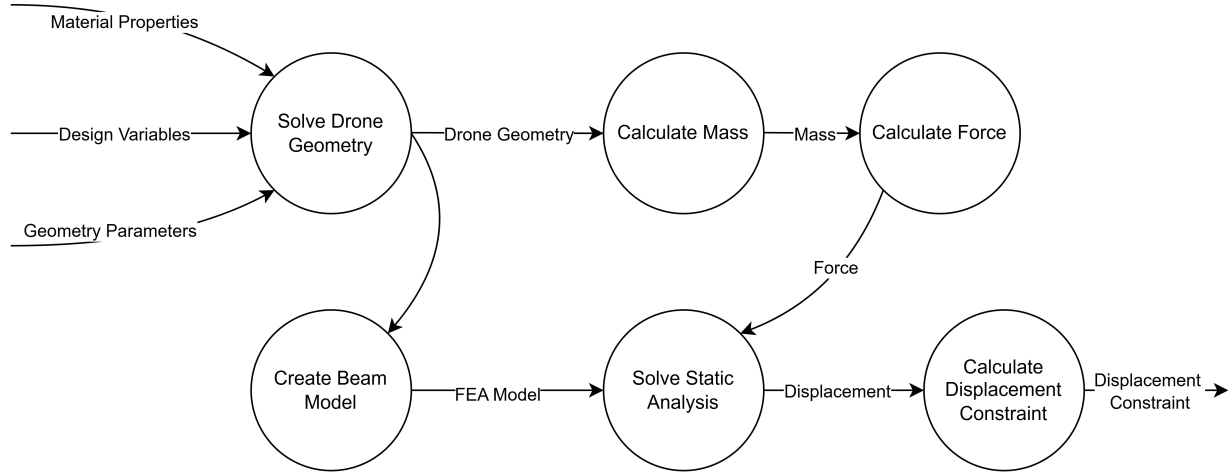 Material Properties
Solve Drone
Geometry
Design Variables
Drone Geometry
Calculate Mass
Mass
Calculate Force
Geometry Parameters
Force
Create Beam
Model
FEA Model
Solve Static
Analysis
Displacement
Calculate
Displacement
Constraint
Displacement
Constraint